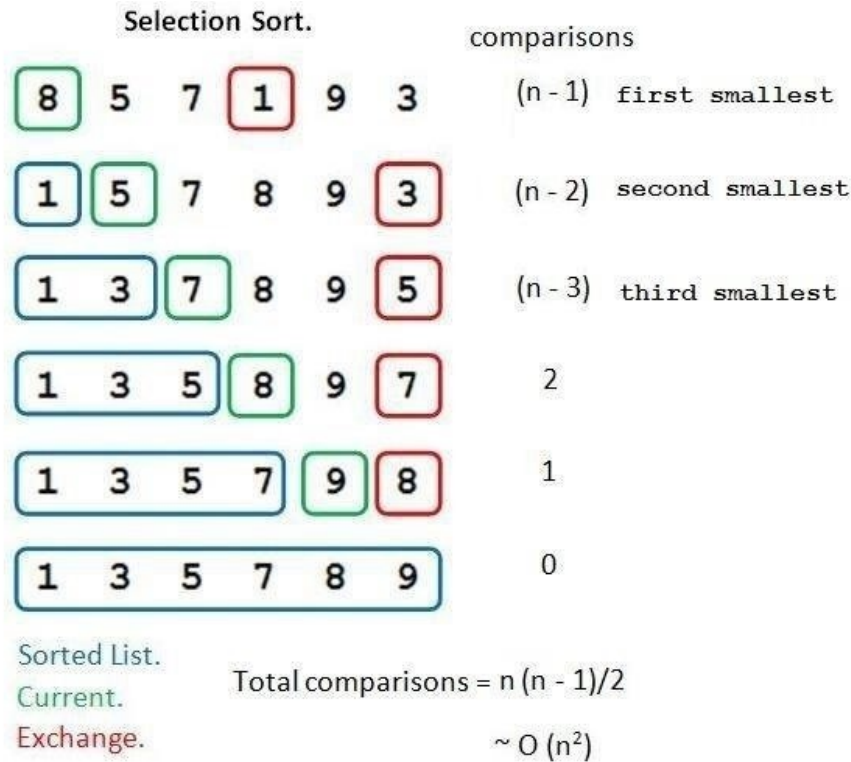 Selection Sort.
comparisons
8 5 7 1 9 3 (n - 1) first smallest
1 5 7 8 9 3 (n - 2) second smallest
1 3 7 8 9 5 (n - 3) third smallest
1 3 5 8 9 7 2
1 3 5 7 9 8 1
1 3 5 7 8 9 0
Sorted List.
Current.
Exchange.
Total comparisons = n (n - 1)/2
~ O (n²)